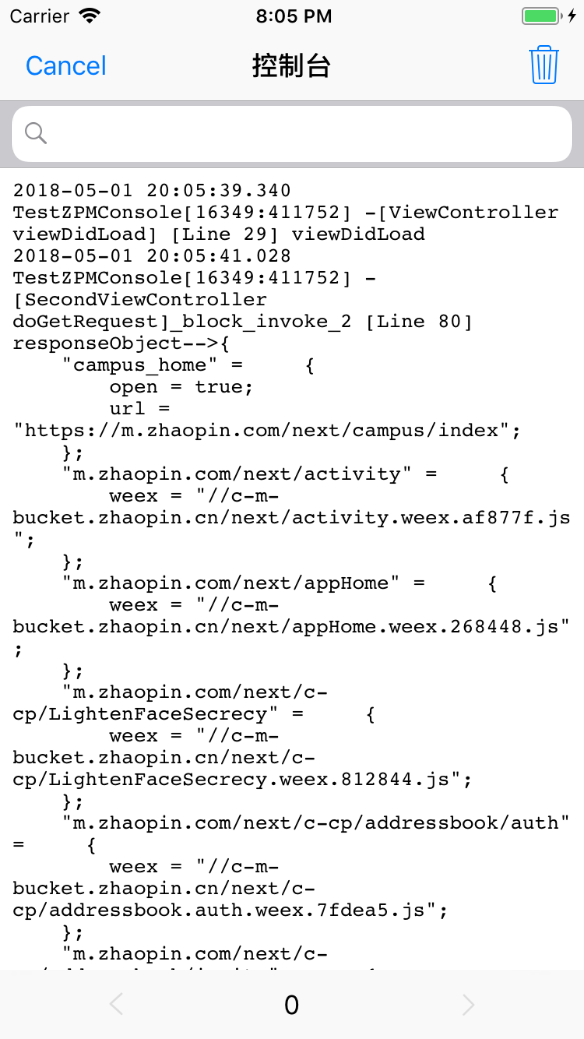 Carrier 8:05 PM
Cancel 控制台
2018-05-01 20:05:39.340
TestZPMConsole[16349:411752] -[ViewController
viewDidLoad] [Line 29] viewDidLoad
2018-05-01 20:05:41.028
TestZPMConsole[16349:411752] -
[SecondViewController
doGetRequest]_block_invoke_2 [Line 80]
responseObject-->{
    "campus_home" =     {
        open = true;
        url =
"https://m.zhaopin.com/next/campus/index";
    };
    "m.zhaopin.com/next/activity" =     {
        weex = "//c-m-
bucket.zhaopin.cn/next/activity.weex.af877f.js
";
    };
    "m.zhaopin.com/next/appHome" =     {
        weex = "//c-m-
bucket.zhaopin.cn/next/appHome.weex.268448.js"
;
    };
    "m.zhaopin.com/next/c-
cp/LightenFaceSecrecy" =     {
        weex = "//c-m-
bucket.zhaopin.cn/next/c-
cp/LightenFaceSecrecy.weex.812844.js";
    };
    "m.zhaopin.com/next/c-cp/addressbook/auth"
=     {
        weex = "//c-m-
bucket.zhaopin.cn/next/c-
cp/addressbook.auth.weex.7fdea5.js";
    };
    "m.zhaopin.com/next/c-
0